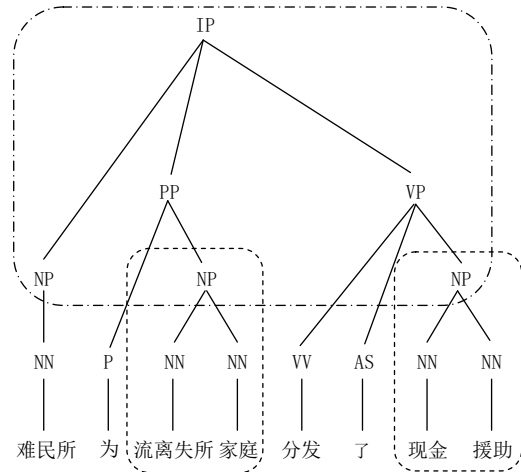 IP
PP VP
NP NP NP
NN P NN NN VV AS NN NN
难民所 为 流离失所 家庭 分发 了 现金 援助